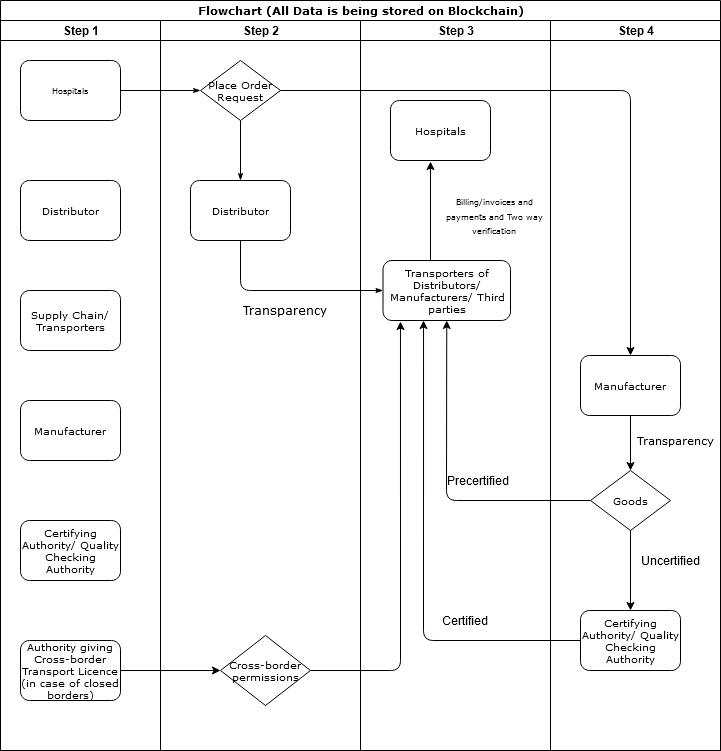 Flowchart (All Data is being stored on Blockchain)
Step 1
Step 2
Step 3
Step 4
Hospitals
Distributor
Supply Chain/
Transporters
Manufacturer
Certifying
Authority/ Quality
Checking
Authority
Authority giving
Cross-border
Transport Licence
(in case of closed
borders)
Place Order
Request
Distributor
Transparency
Cross-border
permissions
Hospitals
Billing/invoices and
payments and Two way
verification
Transporters of
Distributors/
Manufacturers/ Third
parties
Precertified
Certified
Manufacturer
Transparency
Goods
Uncertified
Certifying
Authority/ Quality
Checking
Authority